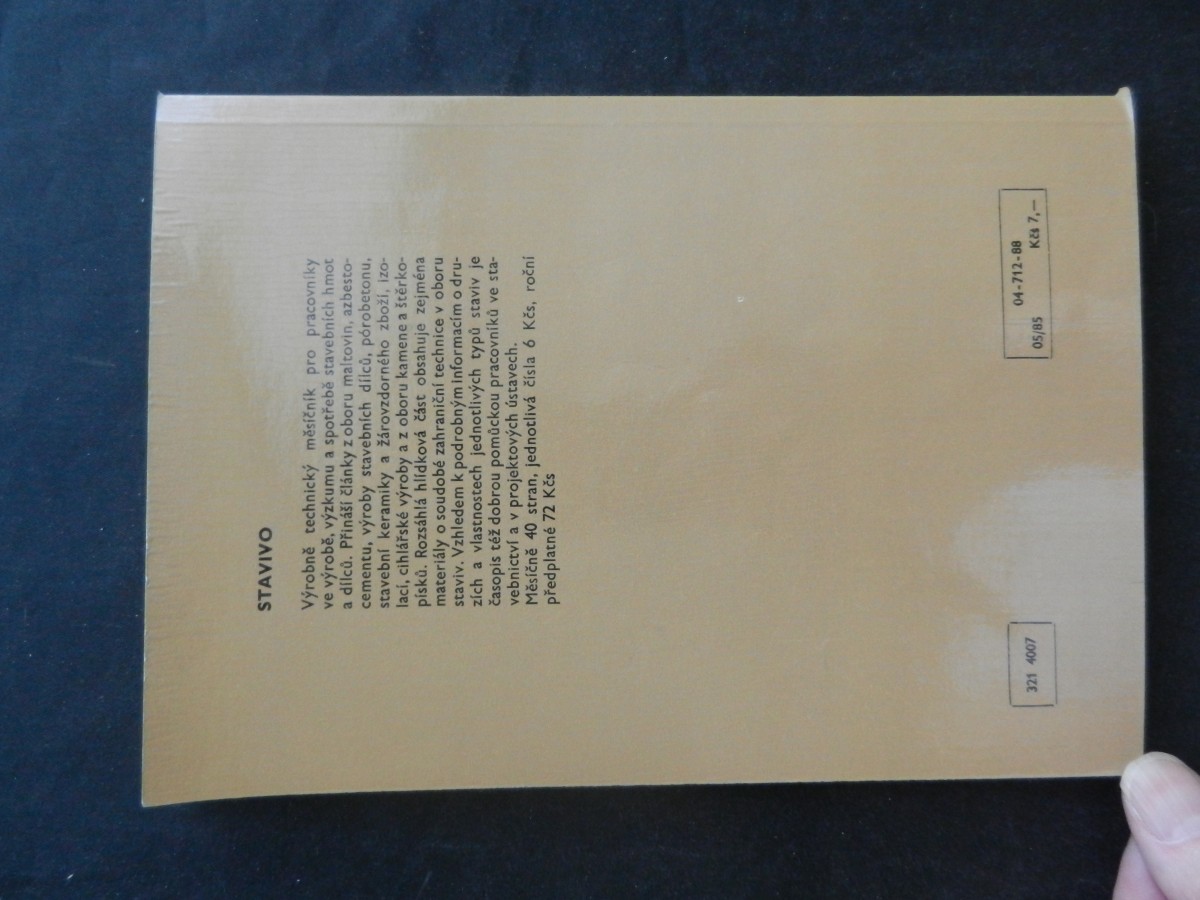 STAVIVO
Výrobně technický měsíčník pro pracovníky
ve výrobě, výzkumu a spotřebě stavebních hmot
a dílců. Přináší články z oboru maltovin, azbesto-
cementu, výroby stavebních dílců, pórobetonu,
stavební keramiky a žárovzdorného zboží, izo-
lací, cihlářské výroby a z oboru kamene a štěrko-
písků. Rozsáhlá hlídková část obsahuje zejména
materiály o soudobé zahraniční technice v oboru
staviv. Vzhledem k podrobným informacím o dru-
zích a vlastnostech jednotlivých typů staviv je
časopis též dobrou pomůckou pracovníků ve sta-
vebnictví a v projektových ústavech.
Měsíčně 40 stran, jednotlivá čísla 6 Kčs, roční
předplatné 72 Kčs
321 4007
04-712-88
05/85 Kčs 7,—